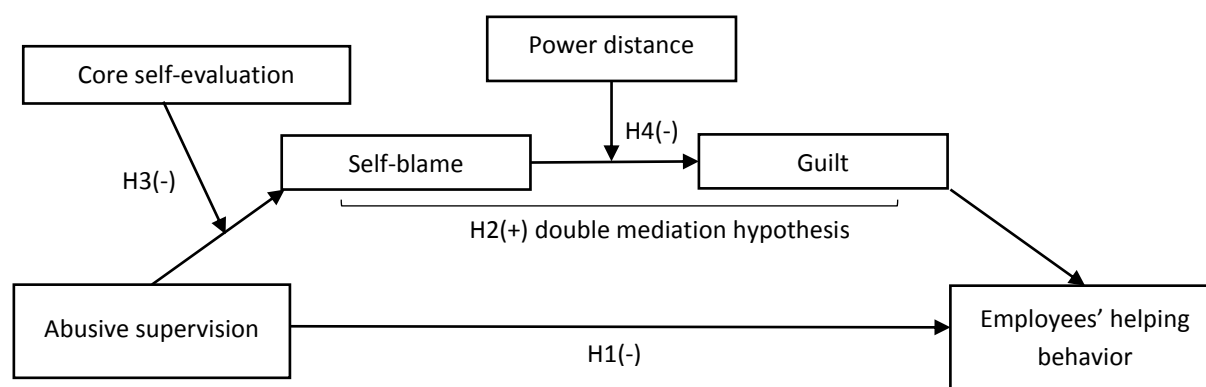 Power distance
Core self-evaluation
H4(-)
Self-blame
Guilt
H3(-)
H2(+) double mediation hypothesis
Abusive supervision
Employees’ helping
behavior
H1(-)